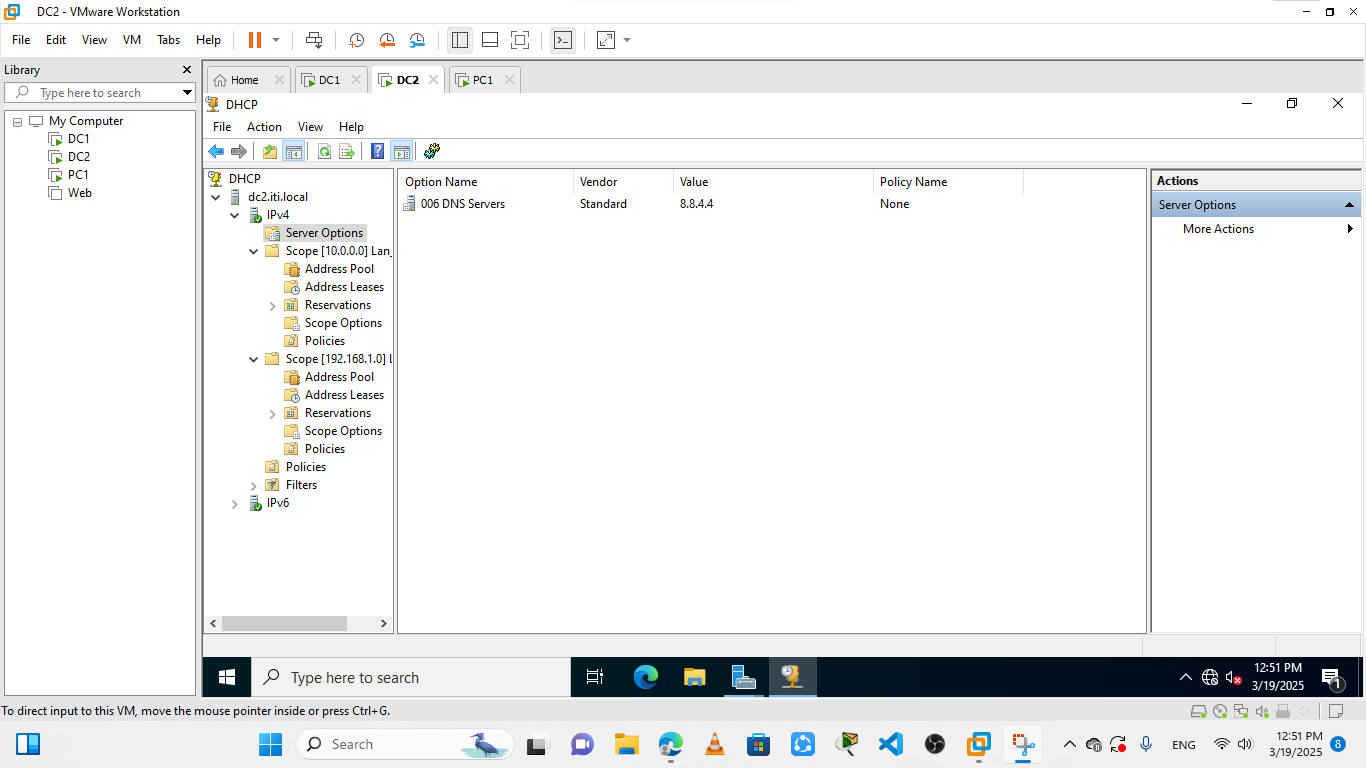 DC2 - VMware Workstation
File Edit View VM Tabs Help
Library
Type here to search
My Computer
DC1
DC2
PC1
Web
Home DC1 DC2 PC1
DHCP
File Action View Help
DHCP
dc2.iti.local
IPv4
Server Options
Scope [10.0.0.0] Lan_
Address Pool
Address Leases
Reservations
Scope Options
Policies
Scope [192.168.1.0] L
Address Pool
Address Leases
Reservations
Scope Options
Policies
Policies
Filters
IPv6
Option Name Vendor Value Policy Name
006 DNS Servers Standard 8.8.4.4 None
Actions
Server Options
More Actions
Type here to search
12:51 PM
3/19/2025
1
To direct input to this VM, move the mouse pointer inside or press Ctrl+G.
Search
ENG
12:51 PM
3/19/2025
8